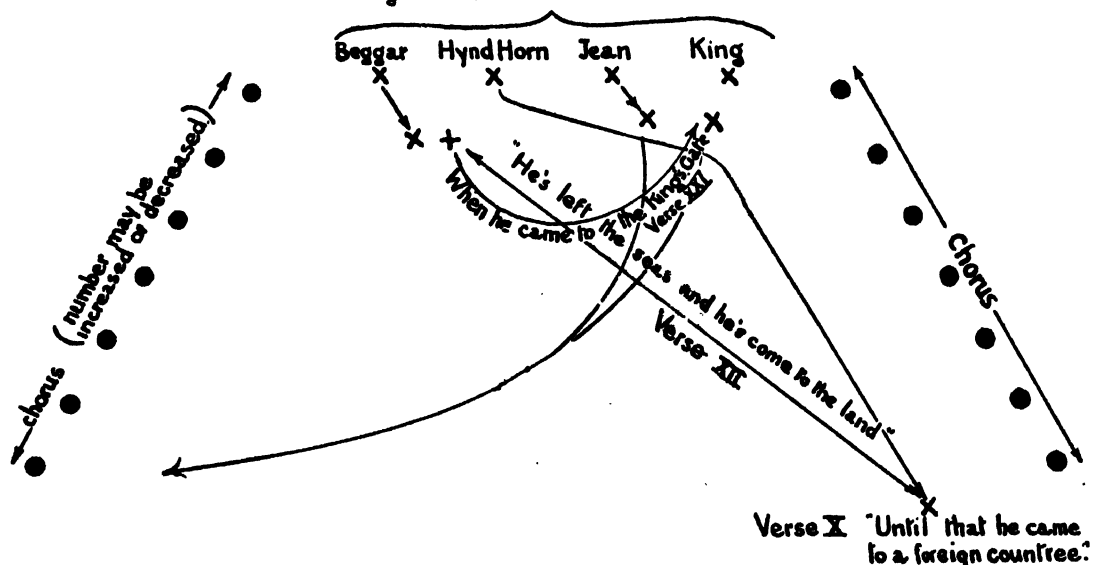 Beggar Hynd Horn Jean King
chorus (number may be
increased or decreased)
When he came to the King's Gate
Verse XXI
"He's left the seas and he's come to the land"
Verse XII
Chorus
Verse X "Until that he came
to a foreign countree."